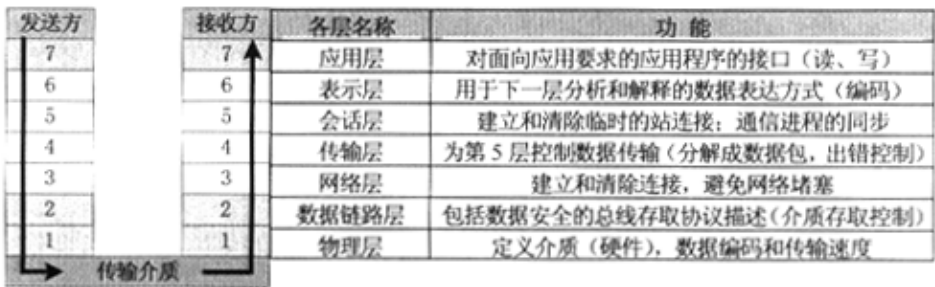 发送方 接收方 各层名称 功 能
7 7 应用层 对面向应用要求的应用程序的接口（读、写）
6 6 表示层 用于下一层分析和解释的数据表达方式（编码）
5 5 会话层 建立和清除临时的站连接；通信进程的同步
4 4 传输层 为第5层控制数据传输（分解成数据包，出错控制）
3 3 网络层 建立和清除连接，避免网络堵塞
2 2 数据链路层 包括数据安全的总线存取协议描述（介质存取控制）
1 1 物理层 定义介质（硬件），数据编码和传输速度
传输介质